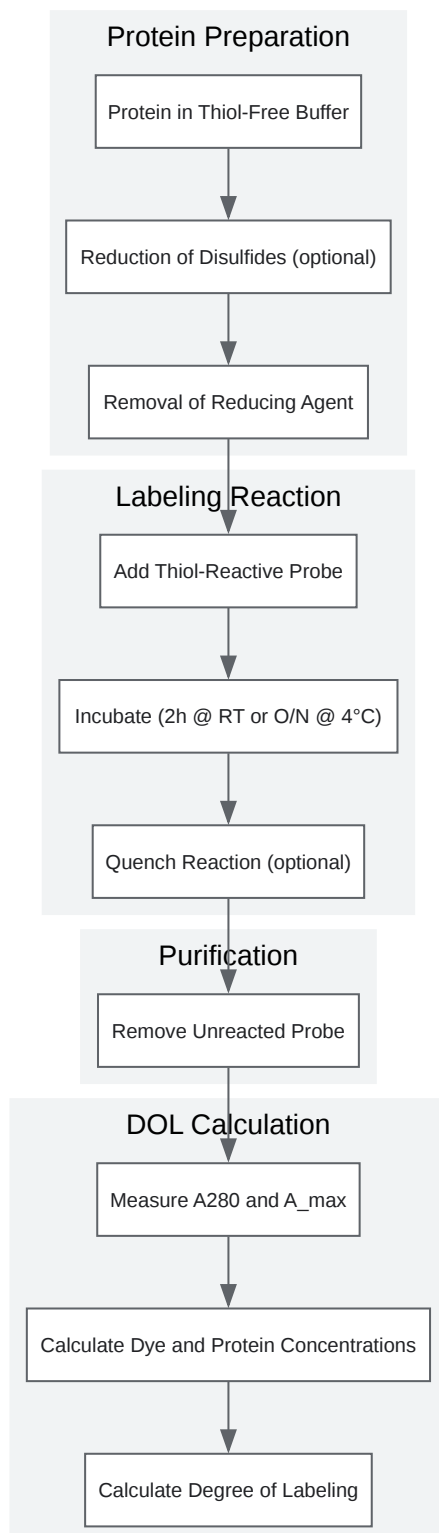 Protein Preparation
Protein in Thiol-Free Buffer
Reduction of Disulfides (optional)
Removal of Reducing Agent
Labeling Reaction
Add Thiol-Reactive Probe
Incubate (2h @ RT or O/N @ 4°C)
Quench Reaction (optional)
Purification
Remove Unreacted Probe
DOL Calculation
Measure A280 and A_max
Calculate Dye and Protein Concentrations
Calculate Degree of Labeling